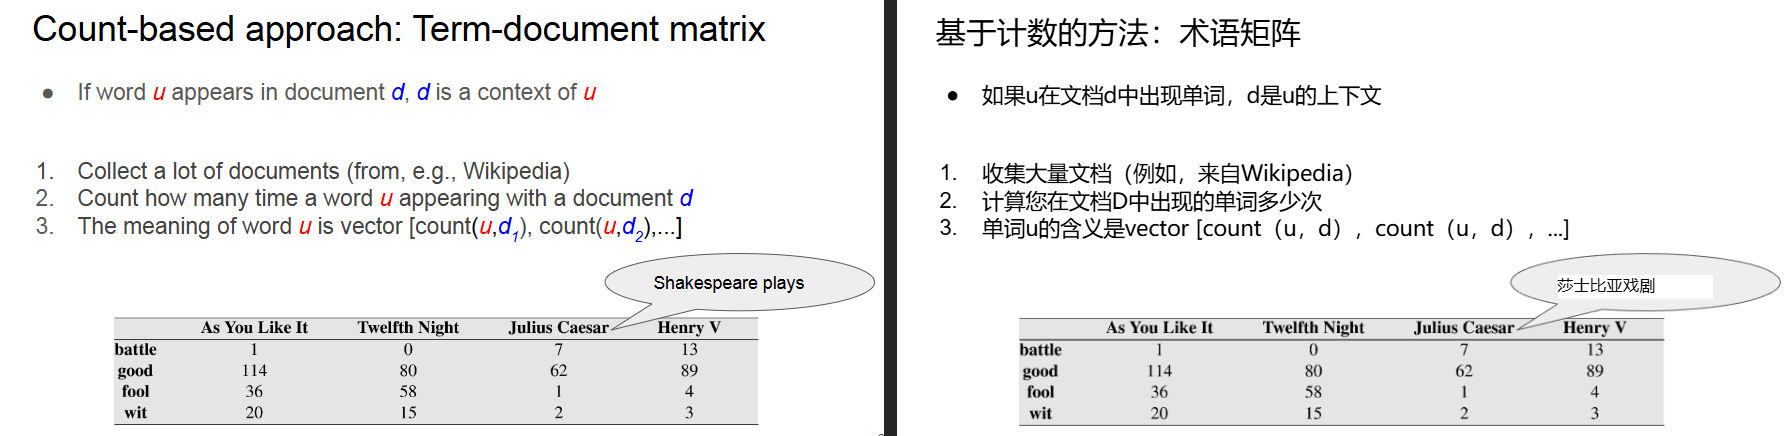 Count-based approach: Term-document matrix
● If word u appears in document d, d is a context of u
1. Collect a lot of documents (from, e.g., Wikipedia)
2. Count how many time a word u appearing with a document d
3. The meaning of word u is vector [count(u,d1), count(u,d2),...]
Shakespeare plays
As You Like It Twelfth Night Julius Caesar Henry V
battle 1 0 7 13
good 114 80 62 89
fool 36 58 1 4
wit 20 15 2 3
基于计数的方法：术语矩阵
● 如果u在文档d中出现单词，d是u的上下文
1. 收集大量文档（例如，来自Wikipedia）
2. 计算您在文档D中出现的单词多少次
3. 单词u的含义是vector [count（u，d），count（u，d），...]
莎士比亚戏剧
As You Like It Twelfth Night Julius Caesar Henry V
battle 1 0 7 13
good 114 80 62 89
fool 36 58 1 4
wit 20 15 2 3